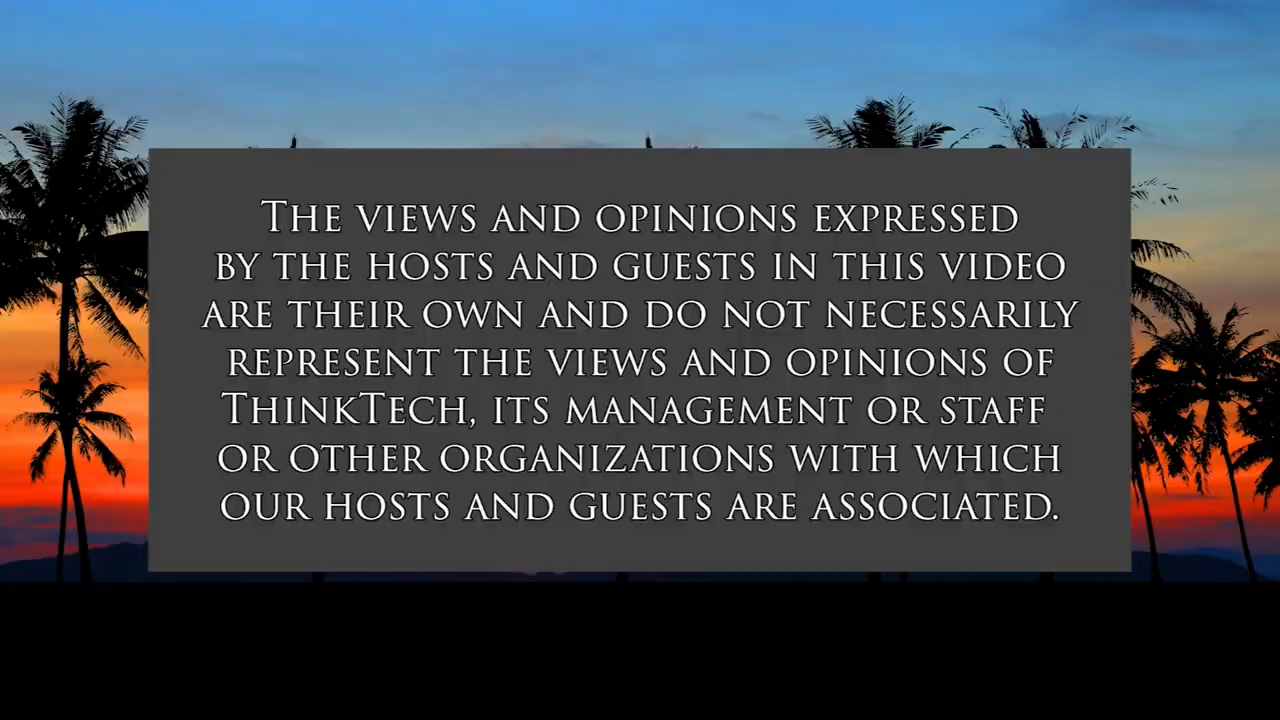 The views and opinions expressed
by the hosts and guests in this video
are their own and do not necessarily
represent the views and opinions of
ThinkTech, its management or staff
or other organizations with which
our hosts and guests are associated.